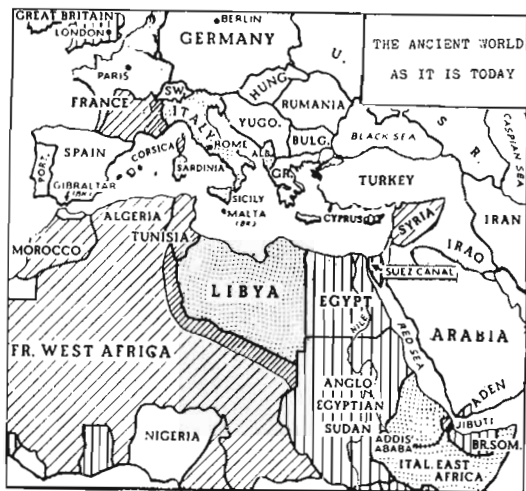 THE ANCIENT WORLD
AS IT IS TODAY
GREAT BRITAIN
LONDON
BERLIN
GERMANY
U.
S.
R.
PARIS
FRANCE
SW.
HUNG.
RUMANIA
ITALY
YUGO.
BULG.
BLACK SEA
CASPIAN SEA
PORT.
SPAIN
CORSICA
ROME
ALB.
SARDINIA
GR.
TURKEY
GIBRALTAR
(BR.)
SICILY
MALTA
(BR.)
CYPRUS
SYRIA
IRAN
IRAQ
ALGERIA
TUNISIA
MOROCCO
SUEZ CANAL
LIBYA
EGYPT
NILE
RED SEA
ARABIA
FR. WEST AFRICA
ANGLO
EGYPTIAN
SUDAN
ADEN
JIBUTI
NIGERIA
ADDIS
ABABA
BR.SOM.
ITAL. EAST
AFRICA